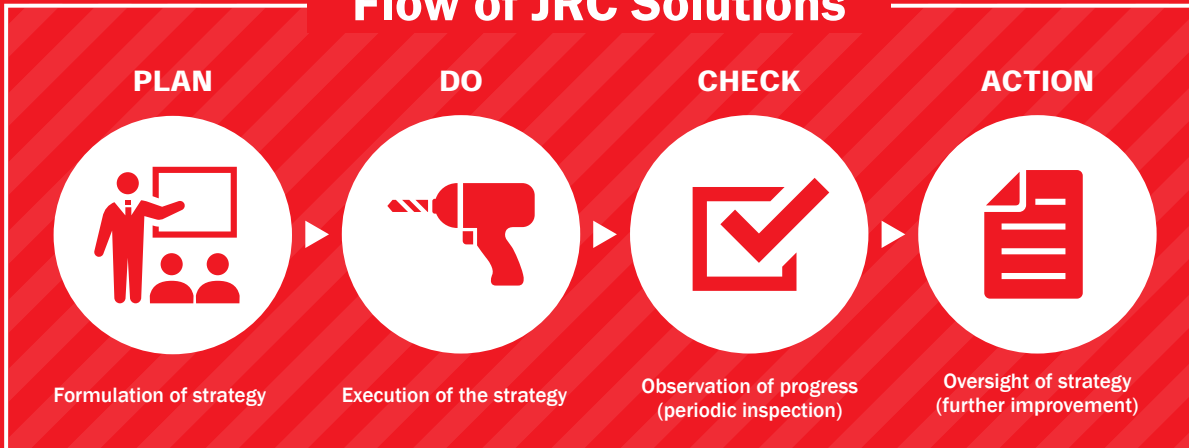 Flow of JRC Solutions
PLAN
DO
CHECK
ACTION
Formulation of strategy
Execution of the strategy
Observation of progress
(periodic inspection)
Oversight of strategy
(further improvement)